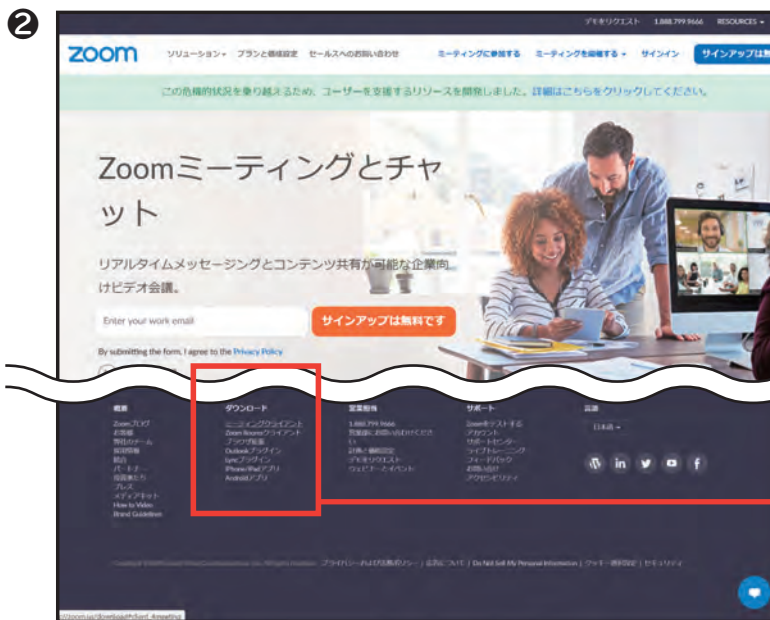 ❷
デモをリクエスト 1.888.799.9666 RESOURCES
zoom ソリューション プランと価格設定 セールスへのお問い合わせ ミーティングに参加する ミーティングを開催する サインイン サインアップは無
この危機的状況を乗り越えるため、ユーザーを支援するリソースを開発しました。詳細はこちらをクリックしてください。
Zoomミーティングとチャ
ット
リアルタイムメッセージングとコンテンツ共有が可能な企業向
けビデオ会議。
Enter your work email サインアップは無料です
By submitting the form, I agree to the Privacy Policy
概要
Zoomブログ
お客様
弊社のチーム
採用情報
統合
パートナー
投資家たち
プレス
メディアキット
How to Video
Brand Guidelines
ダウンロード
ミーティングクライアント
Zoom Roomsクライアント
ブラウザ拡張
Outlookプラグイン
Lyncプラグイン
iPhone/iPadアプリ
Androidアプリ
営業担当
1.888.799.9666
営業部にお問い合わせくださ
い
計画と価格設定
デモをリクエスト
ウェビナーとイベント
サポート
Zoomをテストする
アカウント
サポートセンター
ライブトレーニング
フィードバック
お問い合わせ
アクセシビリティ
言語
日本語
プライバシーおよび法務ポリシー | 広告について | Do Not Sell My Personal Information | クッキー選択設定 | セキュリティ